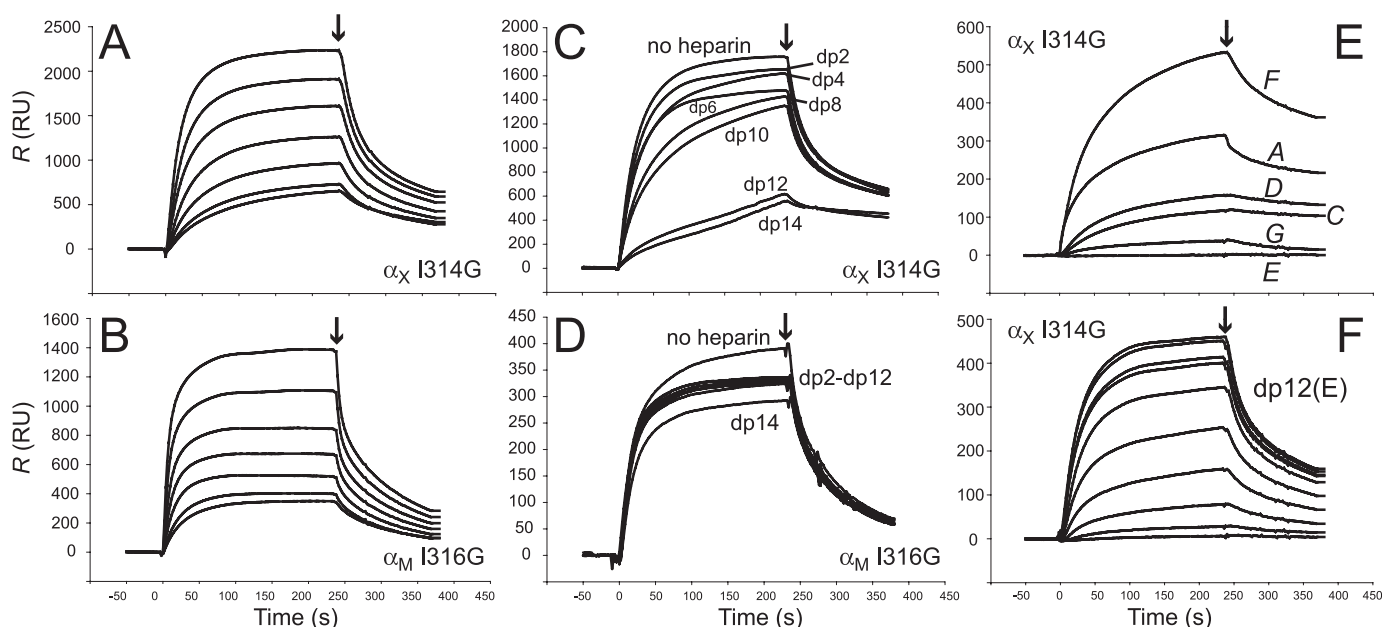 A
2500
2000
1500
1000
500
0
R (RU)
αX I314G
B
1600
1400
1200
1000
800
600
400
200
0
R (RU)
αM I316G
-50 0 50 100 150 200 250 300 350 400 450
Time (s)
C
2000
1800
1600
1400
1200
1000
800
600
400
200
0
no heparin
dp2
dp4
dp6
dp8
dp10
dp12
dp14
αX I314G
D
450
400
350
300
250
200
150
100
50
0
no heparin
dp2-dp12
dp14
αM I316G
-50 0 50 100 150 200 250 300 350 400 450
Time (s)
αX I314G
E
600
500
400
300
200
100
0
F
A
D
C
G
E
αX I314G
F
500
400
300
200
100
0
dp12(E)
-50 0 50 100 150 200 250 300 350 400 450
Time (s)